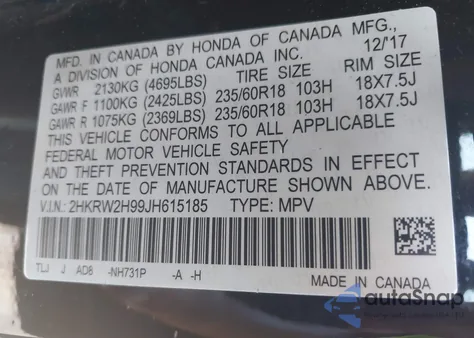 MFD. IN CANADA BY HONDA OF CANADA MFG.,
A DIVISION OF HONDA CANADA INC. 12/'17
GVWR 2130KG (4695LBS) TIRE SIZE RIM SIZE
GAWR F 1100KG (2425LBS) 235/60R18 103H 18X7.5J
GAWR R 1075KG (2369LBS) 235/60R18 103H 18X7.5J
THIS VEHICLE CONFORMS TO ALL APPLICABLE
FEDERAL MOTOR VEHICLE SAFETY
AND THEFT PREVENTION STANDARDS IN EFFECT
ON THE DATE OF MANUFACTURE SHOWN ABOVE.
V.I.N.: 2HKRW2H99JH615185 TYPE: MPV
TLJ J AD8 -NH731P -A -H
MADE IN CANADA
autoSnap